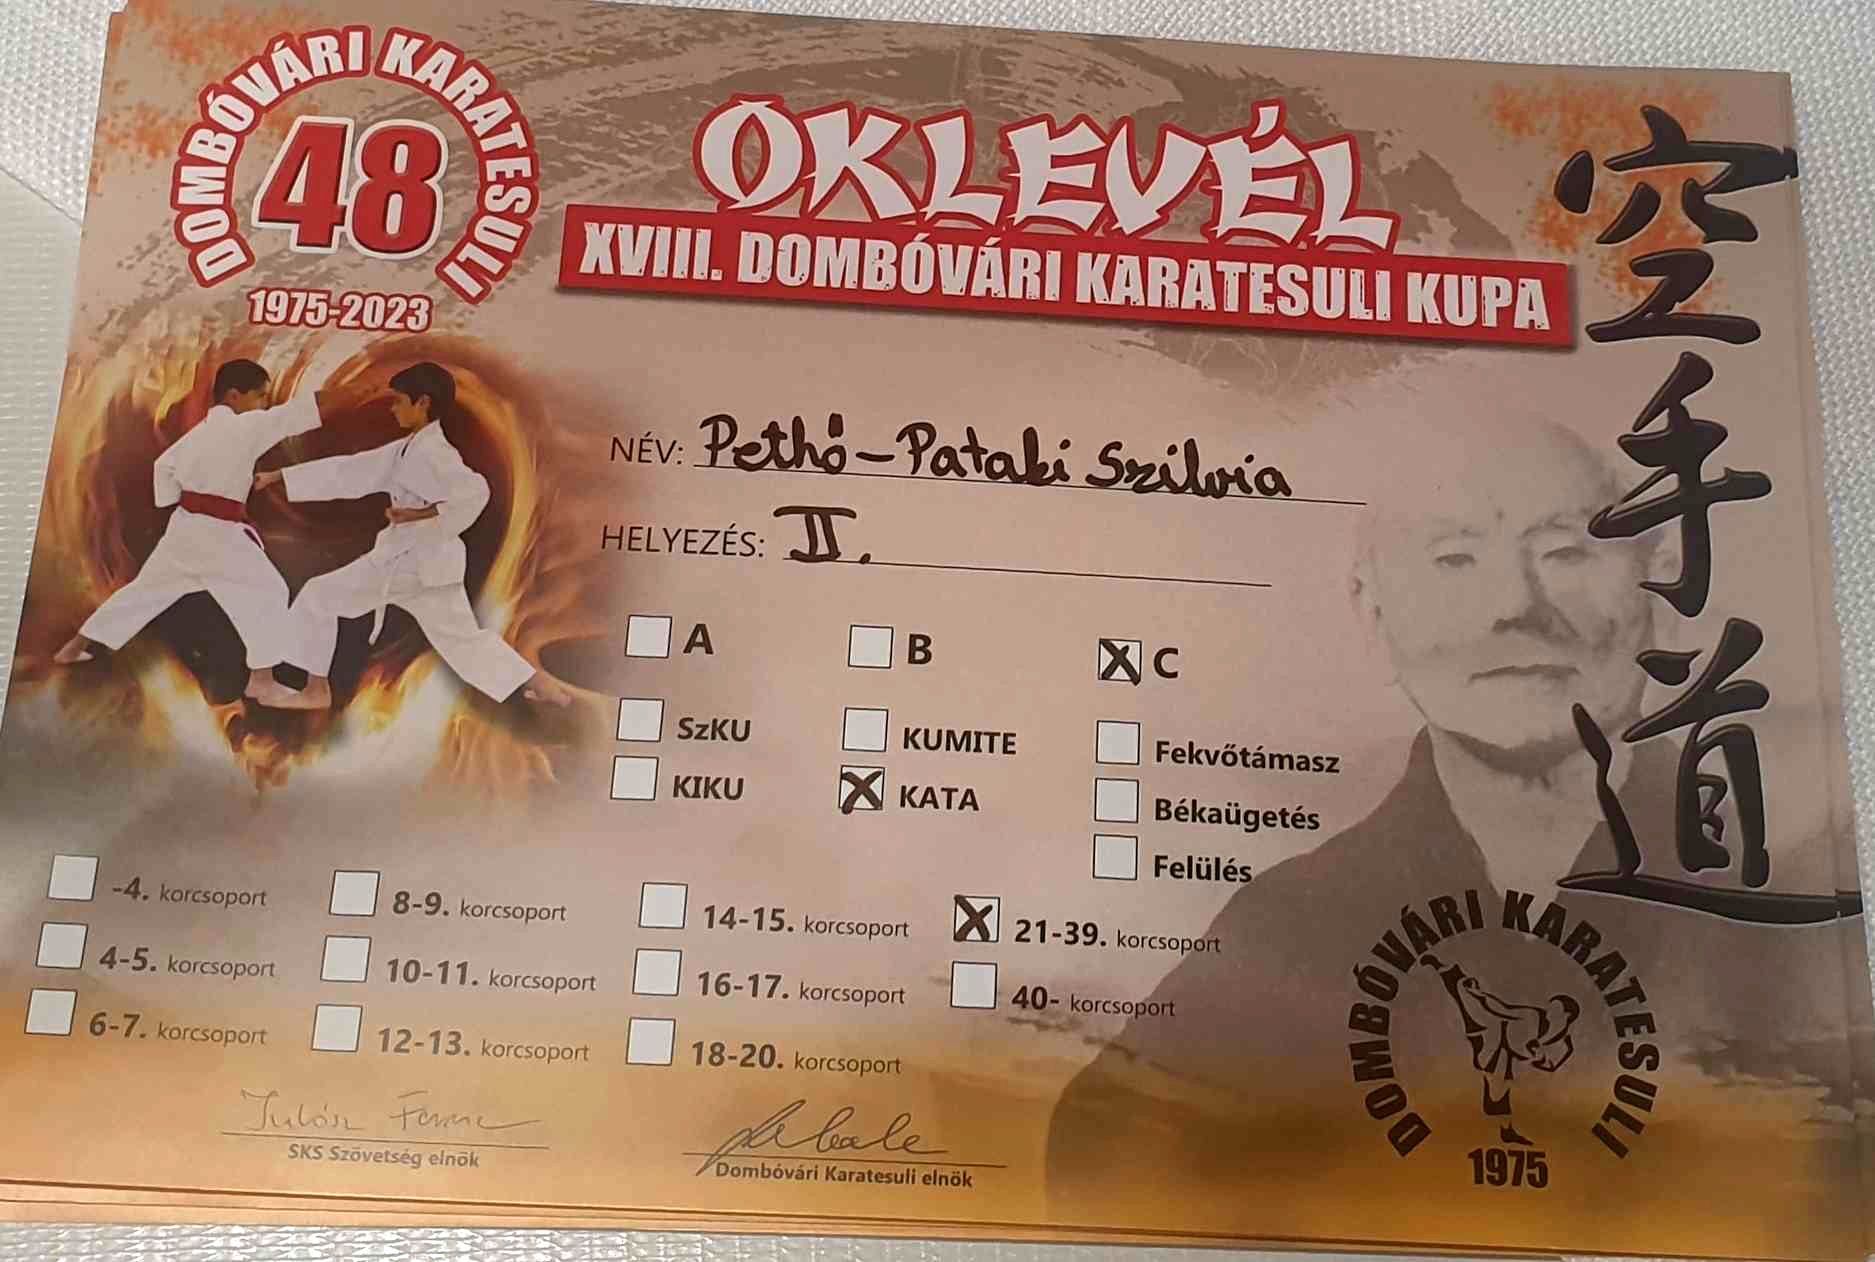 DOMBÓVÁRI KARATESULI
48
1975-2023
OKLEVÉL
XVIII. DOMBÓVÁRI KARATESULI KUPA
空手道
NÉV: Pethő-Pataki Szilvia
HELYEZÉS: II.
A B X C
SzKU KUMITE Fekvőtámasz
KIKU X KATA Békaügetés
Felülés
-4. korcsoport 8-9. korcsoport 14-15. korcsoport X 21-39. korcsoport
4-5. korcsoport 10-11. korcsoport 16-17. korcsoport 40- korcsoport
6-7. korcsoport 12-13. korcsoport 18-20. korcsoport
SKS Szövetség elnök
Dombóvári Karatesuli elnök
DOMBÓVÁRI KARATESULI
1975